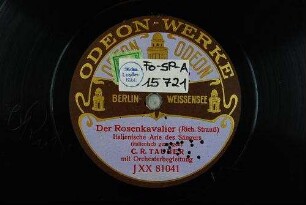 ODEON-WERKE
ODEON
ODEON
Fo-SPA
15721
BERLIN- WEISSENSEE
Der Rosenkavalier (Rich. Strauß)
Italienische Arie des Sängers
C. R. TAUBER
mit Orchesterbegleitung
JXX 81041